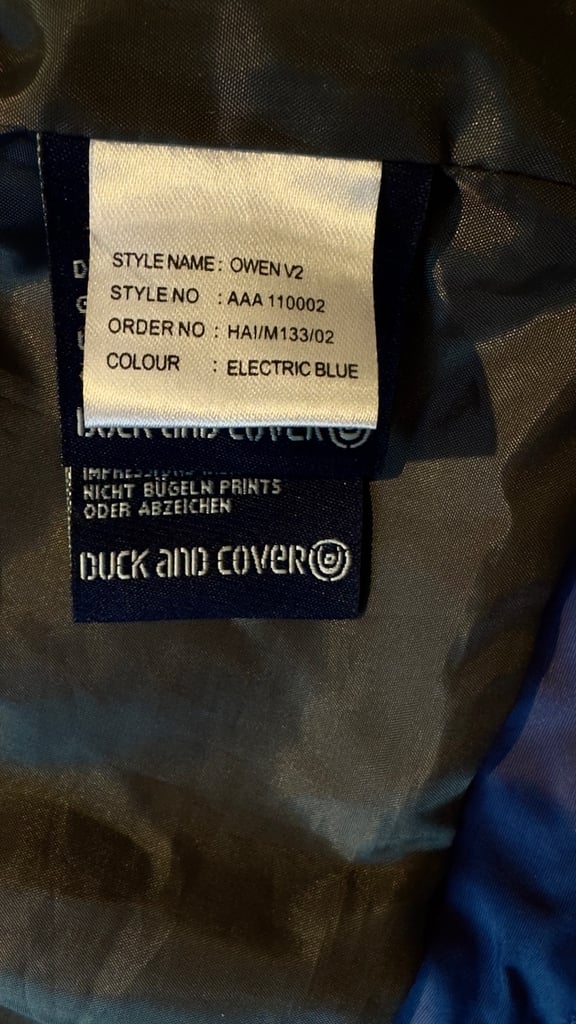 STYLE NAME : OWEN V2
STYLE NO : AAA 110002
ORDER NO : HAI/M133/02
COLOUR : ELECTRIC BLUE
DUCK and COVER
NICHT BÜGELN PRINTS
ODER ABZEICHEN
DUCK and COVER